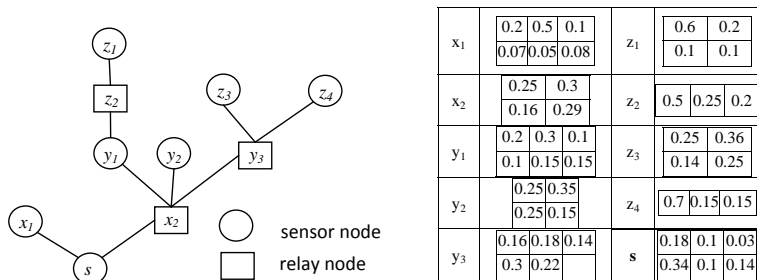 z1
z2
z3
z4
y1
y2
y3
x1
x2
s
sensor node
relay node
x1 0.2 0.5 0.1 z1 0.6 0.2
0.07 0.05 0.08 0.1 0.1
x2 0.25 0.3 z2 0.5 0.25 0.2
0.16 0.29
y1 0.2 0.3 0.1 z3 0.25 0.36
0.1 0.15 0.15 0.14 0.25
y2 0.25 0.35 z4 0.7 0.15 0.15
0.25 0.15
y3 0.16 0.18 0.14 s 0.18 0.1 0.03
0.3 0.22 0.34 0.1 0.14